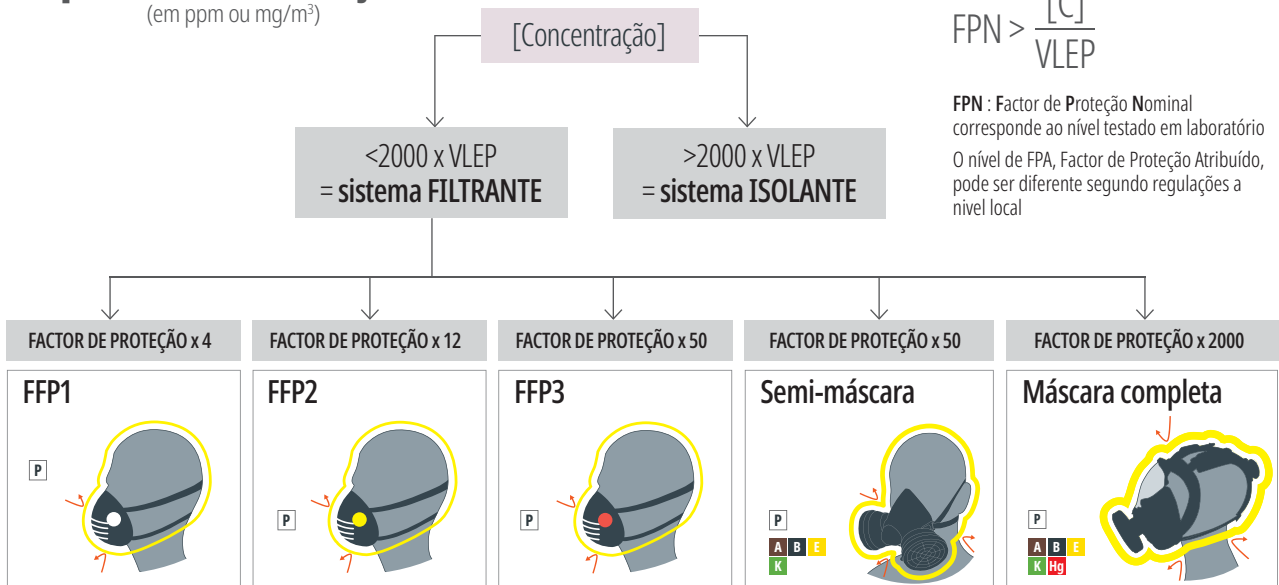 (em ppm ou mg/m³)
[Concentração]
[C]
FPN >
VLEP
FPN : Factor de Proteção Nominal
corresponde ao nível testado em laboratório
O nível de FPA, Factor de Proteção Atribuído,
pode ser diferente segundo regulações a
nivel local
<2000 x VLEP
= sistema FILTRANTE
>2000 x VLEP
= sistema ISOLANTE
FACTOR DE PROTEÇÃO x 4
FACTOR DE PROTEÇÃO x 12
FACTOR DE PROTEÇÃO x 50
FACTOR DE PROTEÇÃO x 50
FACTOR DE PROTEÇÃO x 2000
FFP1
P
FFP2
P
FFP3
P
Semi-máscara
P
A B E
K
Máscara completa
P
A B E
K Hg